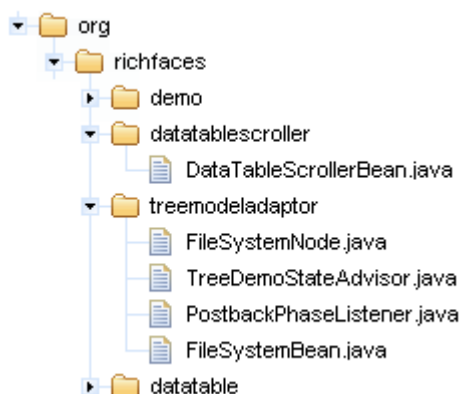 org
richfaces
demo
datatablescroller
DataTableScrollerBean.java
treemodeladaptor
FileSystemNode.java
TreeDemoStateAdvisor.java
PostbackPhaseListener.java
FileSystemBean.java
datatable